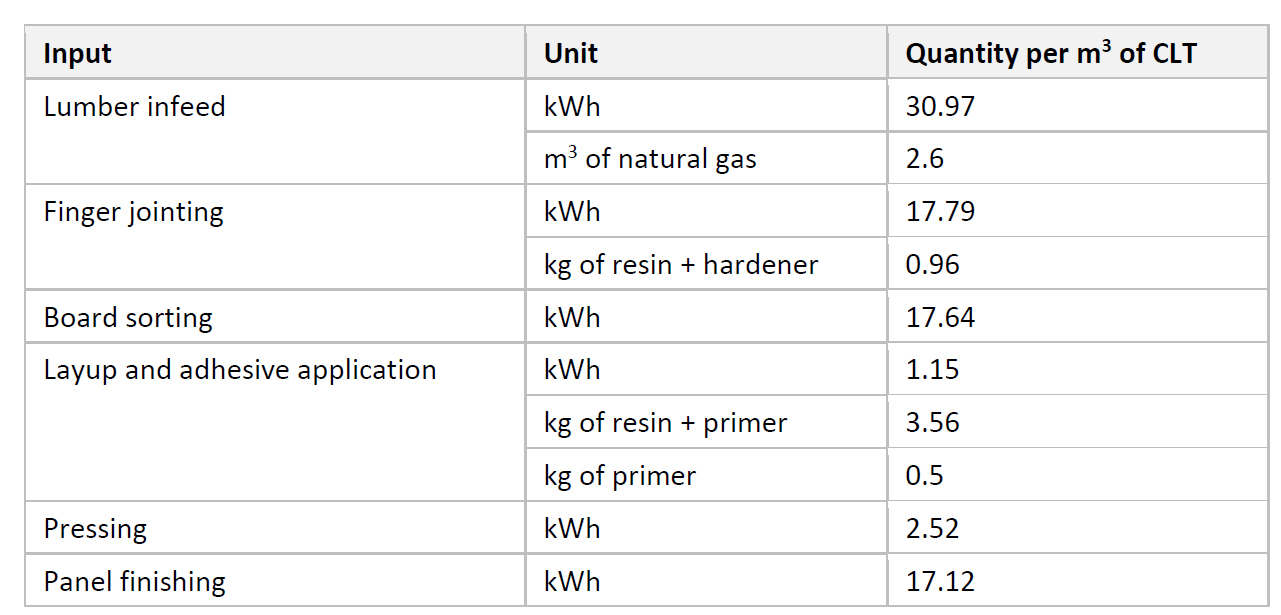 Input Unit Quantity per m³ of CLT
Lumber infeed kWh 30.97
m³ of natural gas 2.6
Finger jointing kWh 17.79
kg of resin + hardener 0.96
Board sorting kWh 17.64
Layup and adhesive application kWh 1.15
kg of resin + primer 3.56
kg of primer 0.5
Pressing kWh 2.52
Panel finishing kWh 17.12